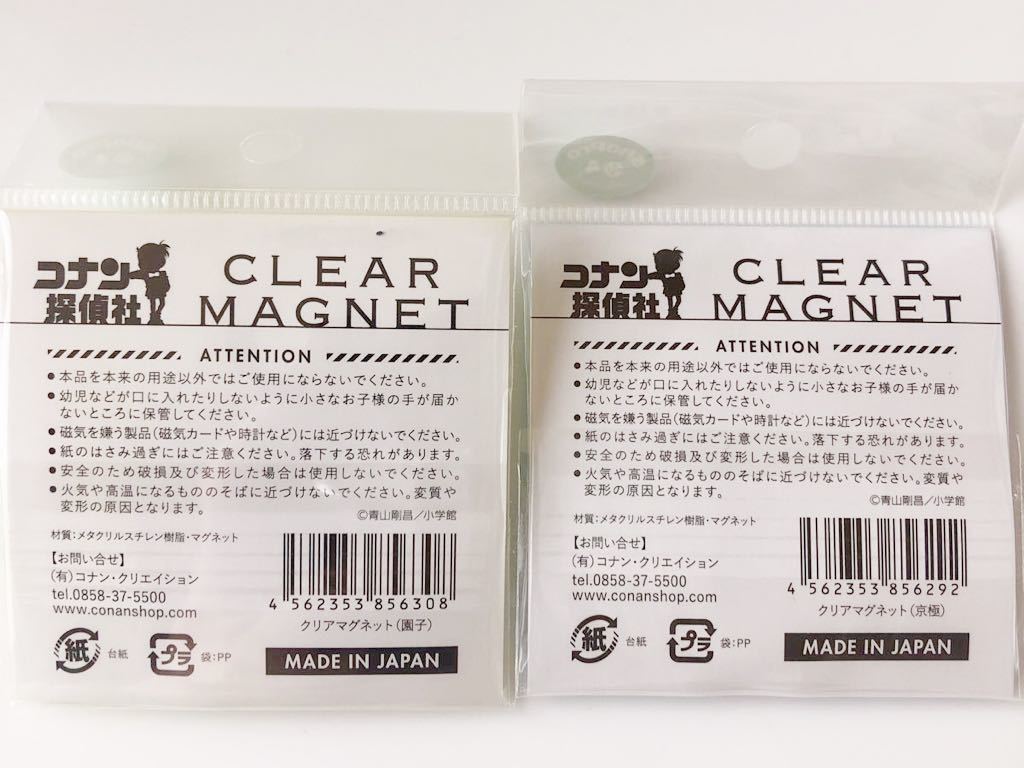 コナン
探偵社
CLEAR
MAGNET
ATTENTION
●本品を本来の用途以外ではご使用にならないでください。
●幼児などが口に入れたりしないように小さなお子様の手が届か
ないところに保管してください。
●磁気を嫌う製品(磁気カードや時計など)には近づけないでください。
●紙のはさみ過ぎにはご注意ください。落下する恐れがあります。
●安全のため破損及び変形した場合は使用しないでください。
●火気や高温になるもののそばに近づけないでください。変質や
変形の原因となります。
©青山剛昌/小学館
材質:メタクリルスチレン樹脂・マグネット
【お問い合せ】
(有)コナン・クリエイション
tel.0858-37-5500
www.conanshop.com
4 562353 856308
クリアマグネット(園子)
紙 台紙
プラ 袋:PP
MADE IN JAPAN
コナン
探偵社
CLEAR
MAGNET
ATTENTION
●本品を本来の用途以外ではご使用にならないでください。
●幼児などが口に入れたりしないように小さなお子様の手が届か
ないところに保管してください。
●磁気を嫌う製品(磁気カードや時計など)には近づけないでください。
●紙のはさみ過ぎにはご注意ください。落下する恐れがあります。
●安全のため破損及び変形した場合は使用しないでください。
●火気や高温になるもののそばに近づけないでください。変質や
変形の原因となります。
©青山剛昌/小学館
材質:メタクリルスチレン樹脂・マグネット
【お問い合せ】
(有)コナン・クリエイション
tel.0858-37-5500
www.conanshop.com
4 562353 856292
クリアマグネット(京極)
紙 台紙
プラ 袋:PP
MADE IN JAPAN